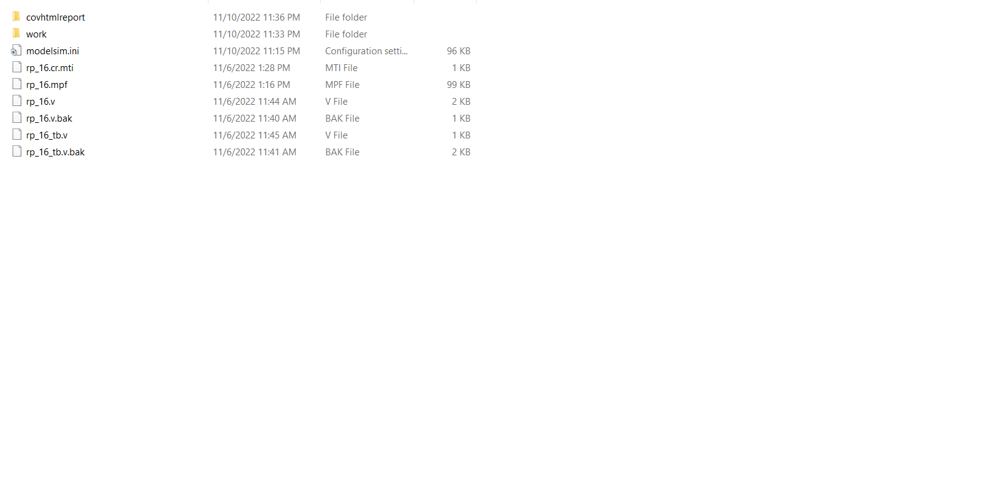 covhtmlreport 11/10/2022 11:36 PM File folder
work 11/10/2022 11:33 PM File folder
modelsim.ini 11/10/2022 11:15 PM Configuration setti... 96 KB
rp_16.cr.mti 11/6/2022 1:28 PM MTI File 1 KB
rp_16.mpf 11/6/2022 1:16 PM MPF File 99 KB
rp_16.v 11/6/2022 11:44 AM V File 2 KB
rp_16.v.bak 11/6/2022 11:40 AM BAK File 1 KB
rp_16_tb.v 11/6/2022 11:45 AM V File 1 KB
rp_16_tb.v.bak 11/6/2022 11:41 AM BAK File 2 KB